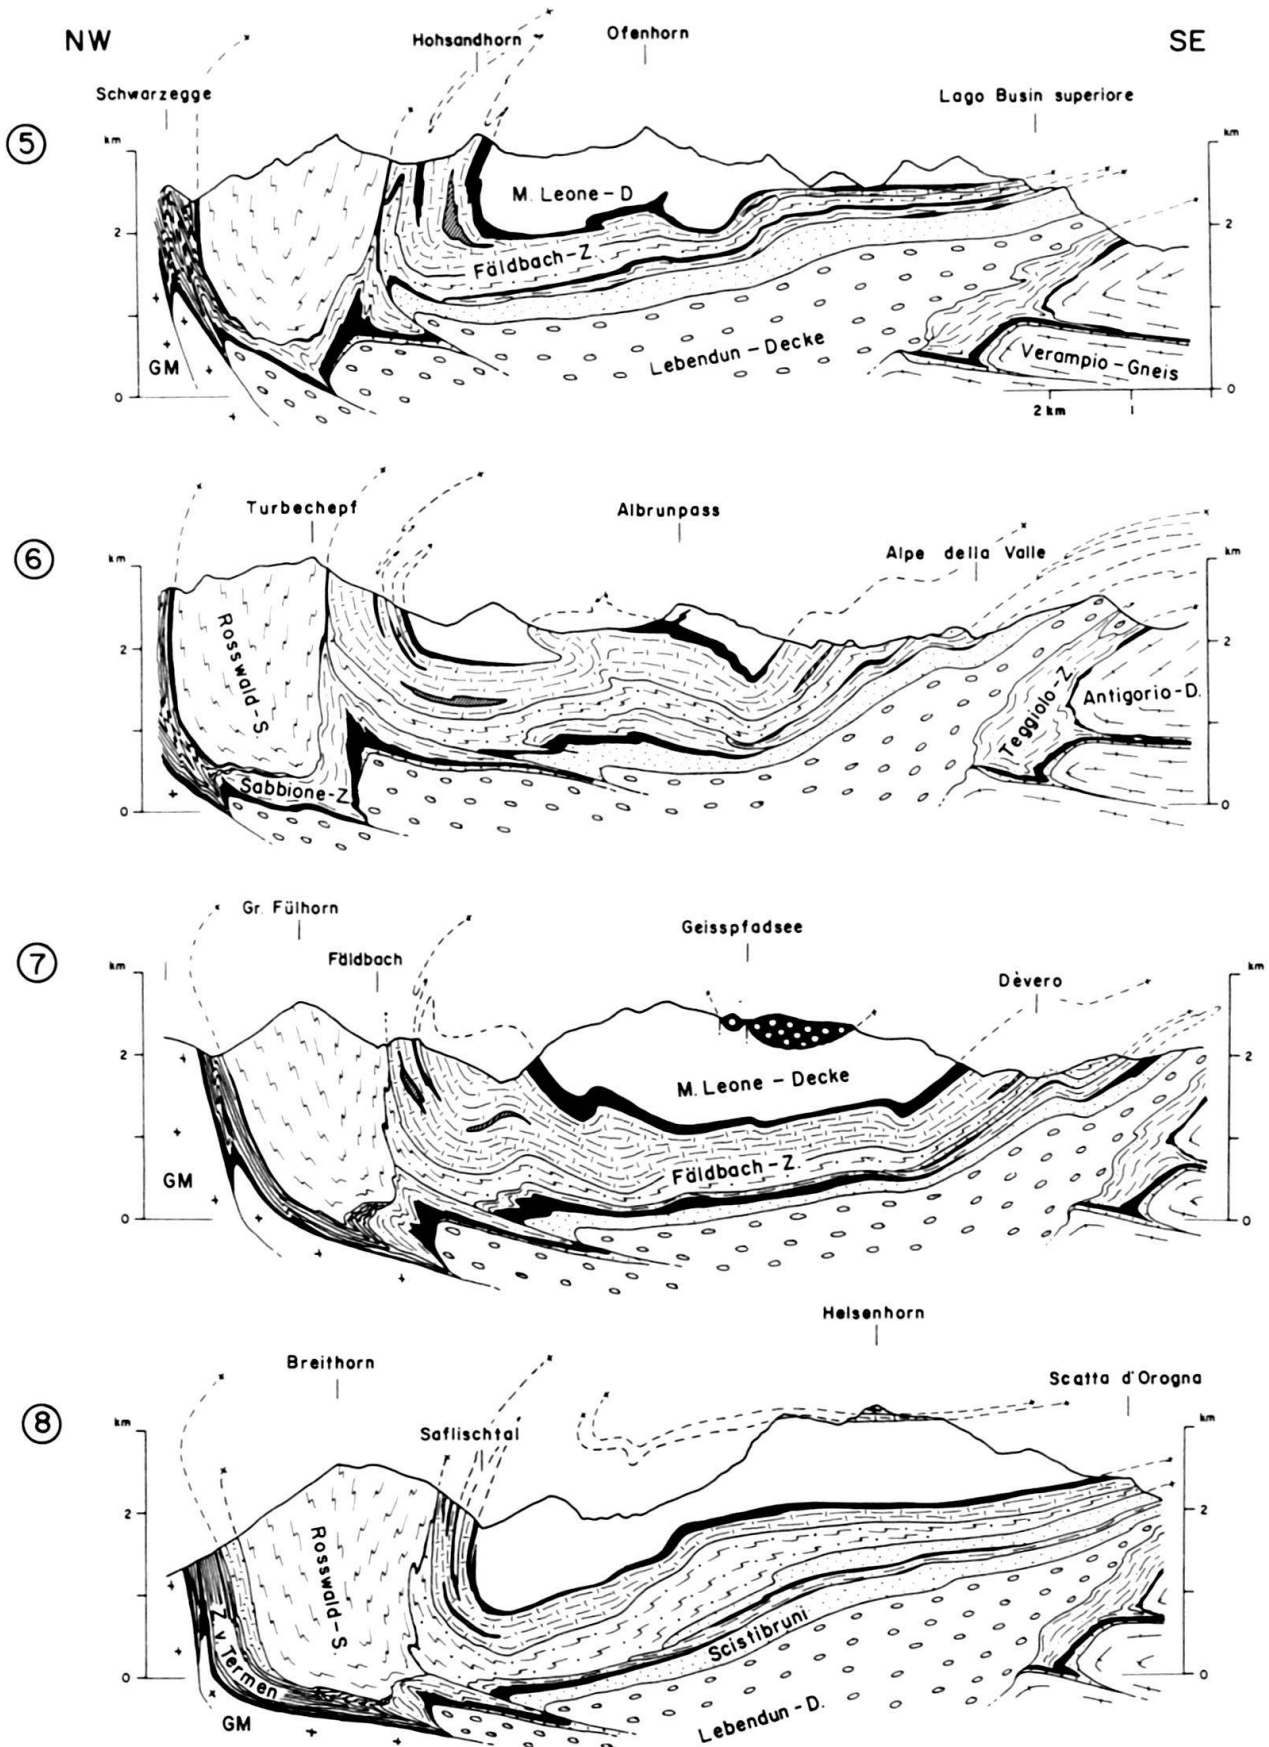 NW
SE
Hohsandhorn
Ofenhorn
Schwarzegge
Lago Busin superiore
5
km
km
M. Leone-D
2
2
Fäldbach-Z.
Lebendun-Decke
Verampio-Gneis
GM
0
0
2 km
1
Turbechepf
Albrunpass
Alpe della Valle
6
km
km
2
2
Rosswald-S
Teggiolo-Z
Antigorio-D.
Sabbione-Z.
0
0
Gr. Fülhorn
Geisspfadsee
Fäldbach
Dèvero
7
km
km
2
2
M. Leone-Decke
Fäldbach-Z.
GM
0
0
Helsenhorn
Breithorn
Scatta d'Orogna
8
km
km
Saflischtal
2
2
Rosswald-S
Z v. Termen
Scistibruni
0
0
Lebendun-D.
GM